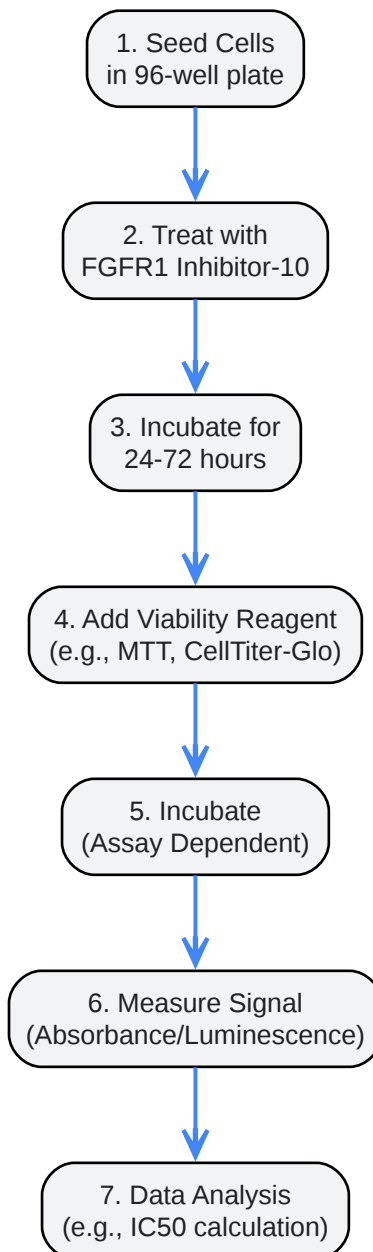 1. Seed Cells
in 96-well plate
2. Treat with
FGFR1 Inhibitor-10
3. Incubate for
24-72 hours
4. Add Viability Reagent
(e.g., MTT, CellTiter-Glo)
5. Incubate
(Assay Dependent)
6. Measure Signal
(Absorbance/Luminescence)
7. Data Analysis
(e.g., IC50 calculation)